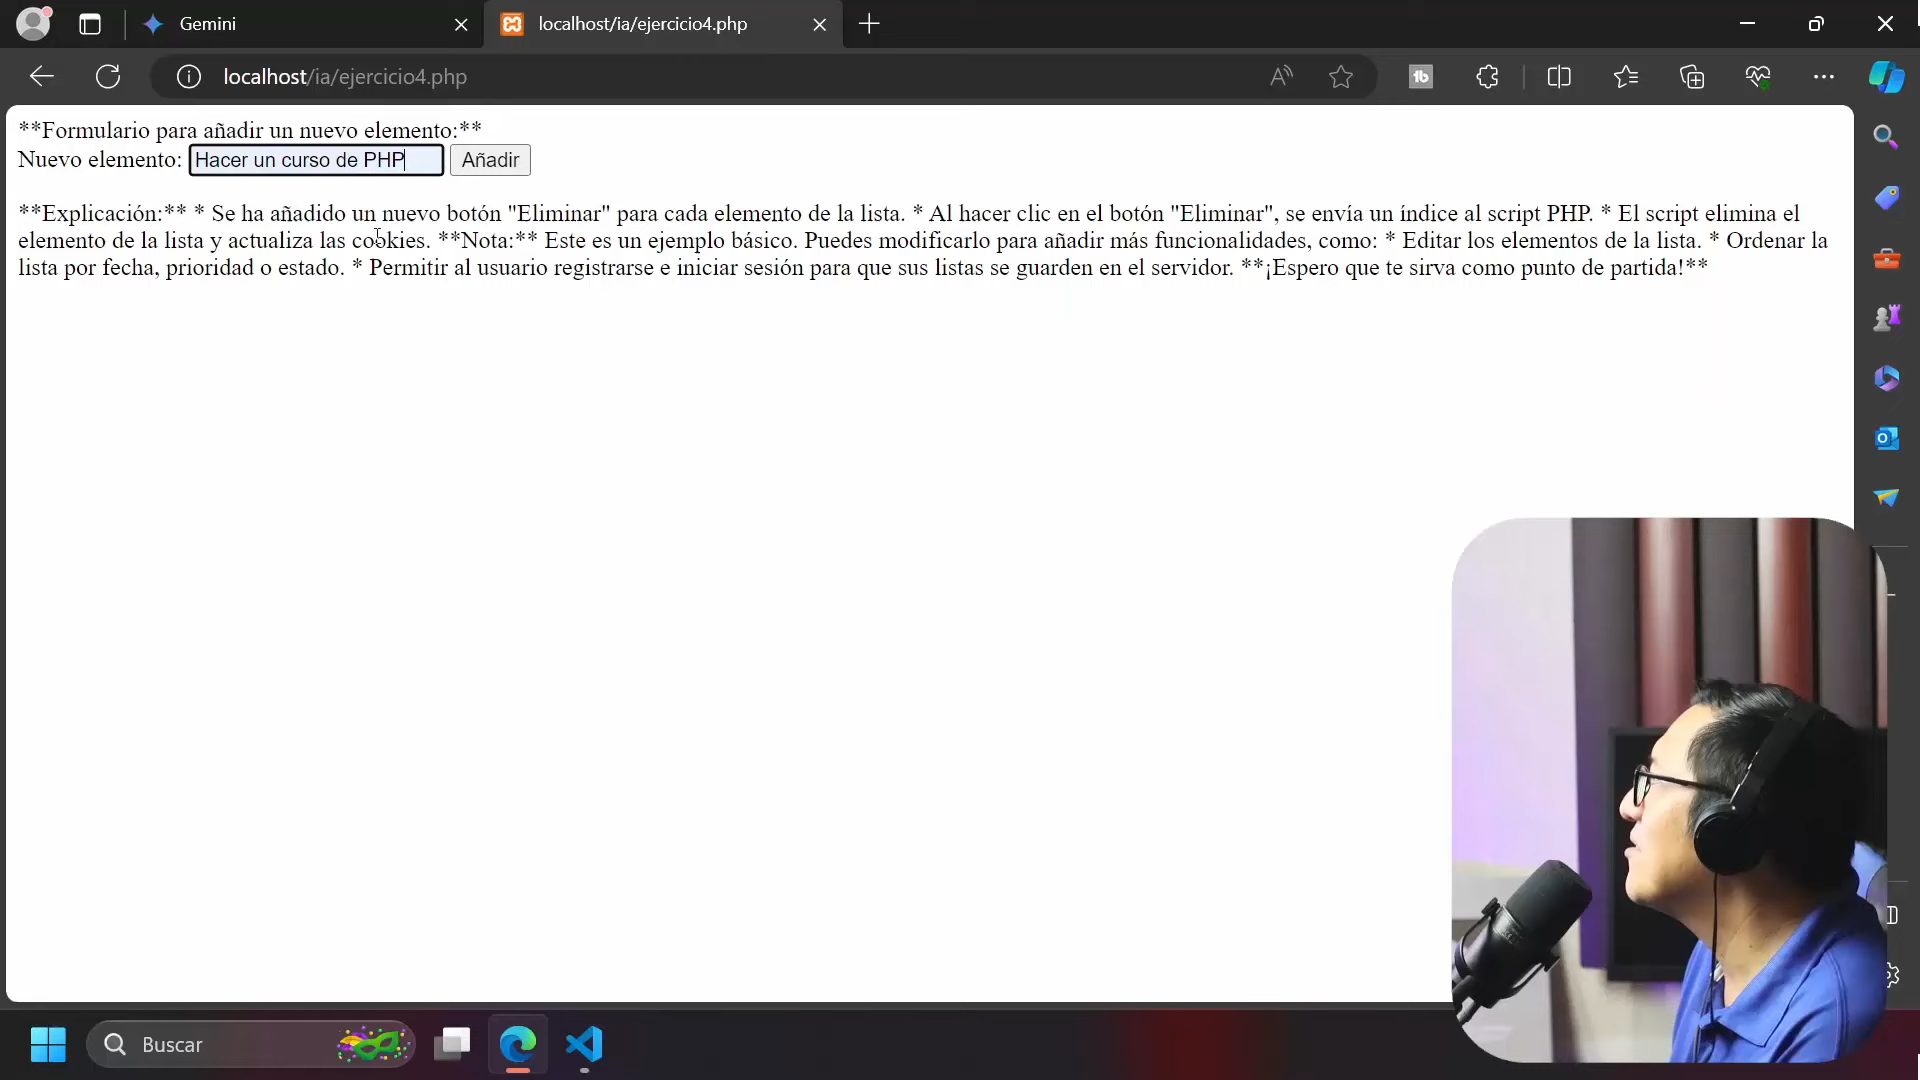 Gemini
localhost/ia/ejercicio4.php
localhost/ia/ejercicio4.php
**Formulario para añadir un nuevo elemento:**
Nuevo elemento: Hacer un curso de PHP Añadir
**Explicación:** * Se ha añadido un nuevo botón "Eliminar" para cada elemento de la lista. * Al hacer clic en el botón "Eliminar", se envía un índice al script PHP. * El script elimina el
elemento de la lista y actualiza las cookies. **Nota:** Este es un ejemplo básico. Puedes modificarlo para añadir más funcionalidades, como: * Editar los elementos de la lista. * Ordenar la
lista por fecha, prioridad o estado. * Permitir al usuario registrarse e iniciar sesión para que sus listas se guarden en el servidor. **¡Espero que te sirva como punto de partida!**
Buscar